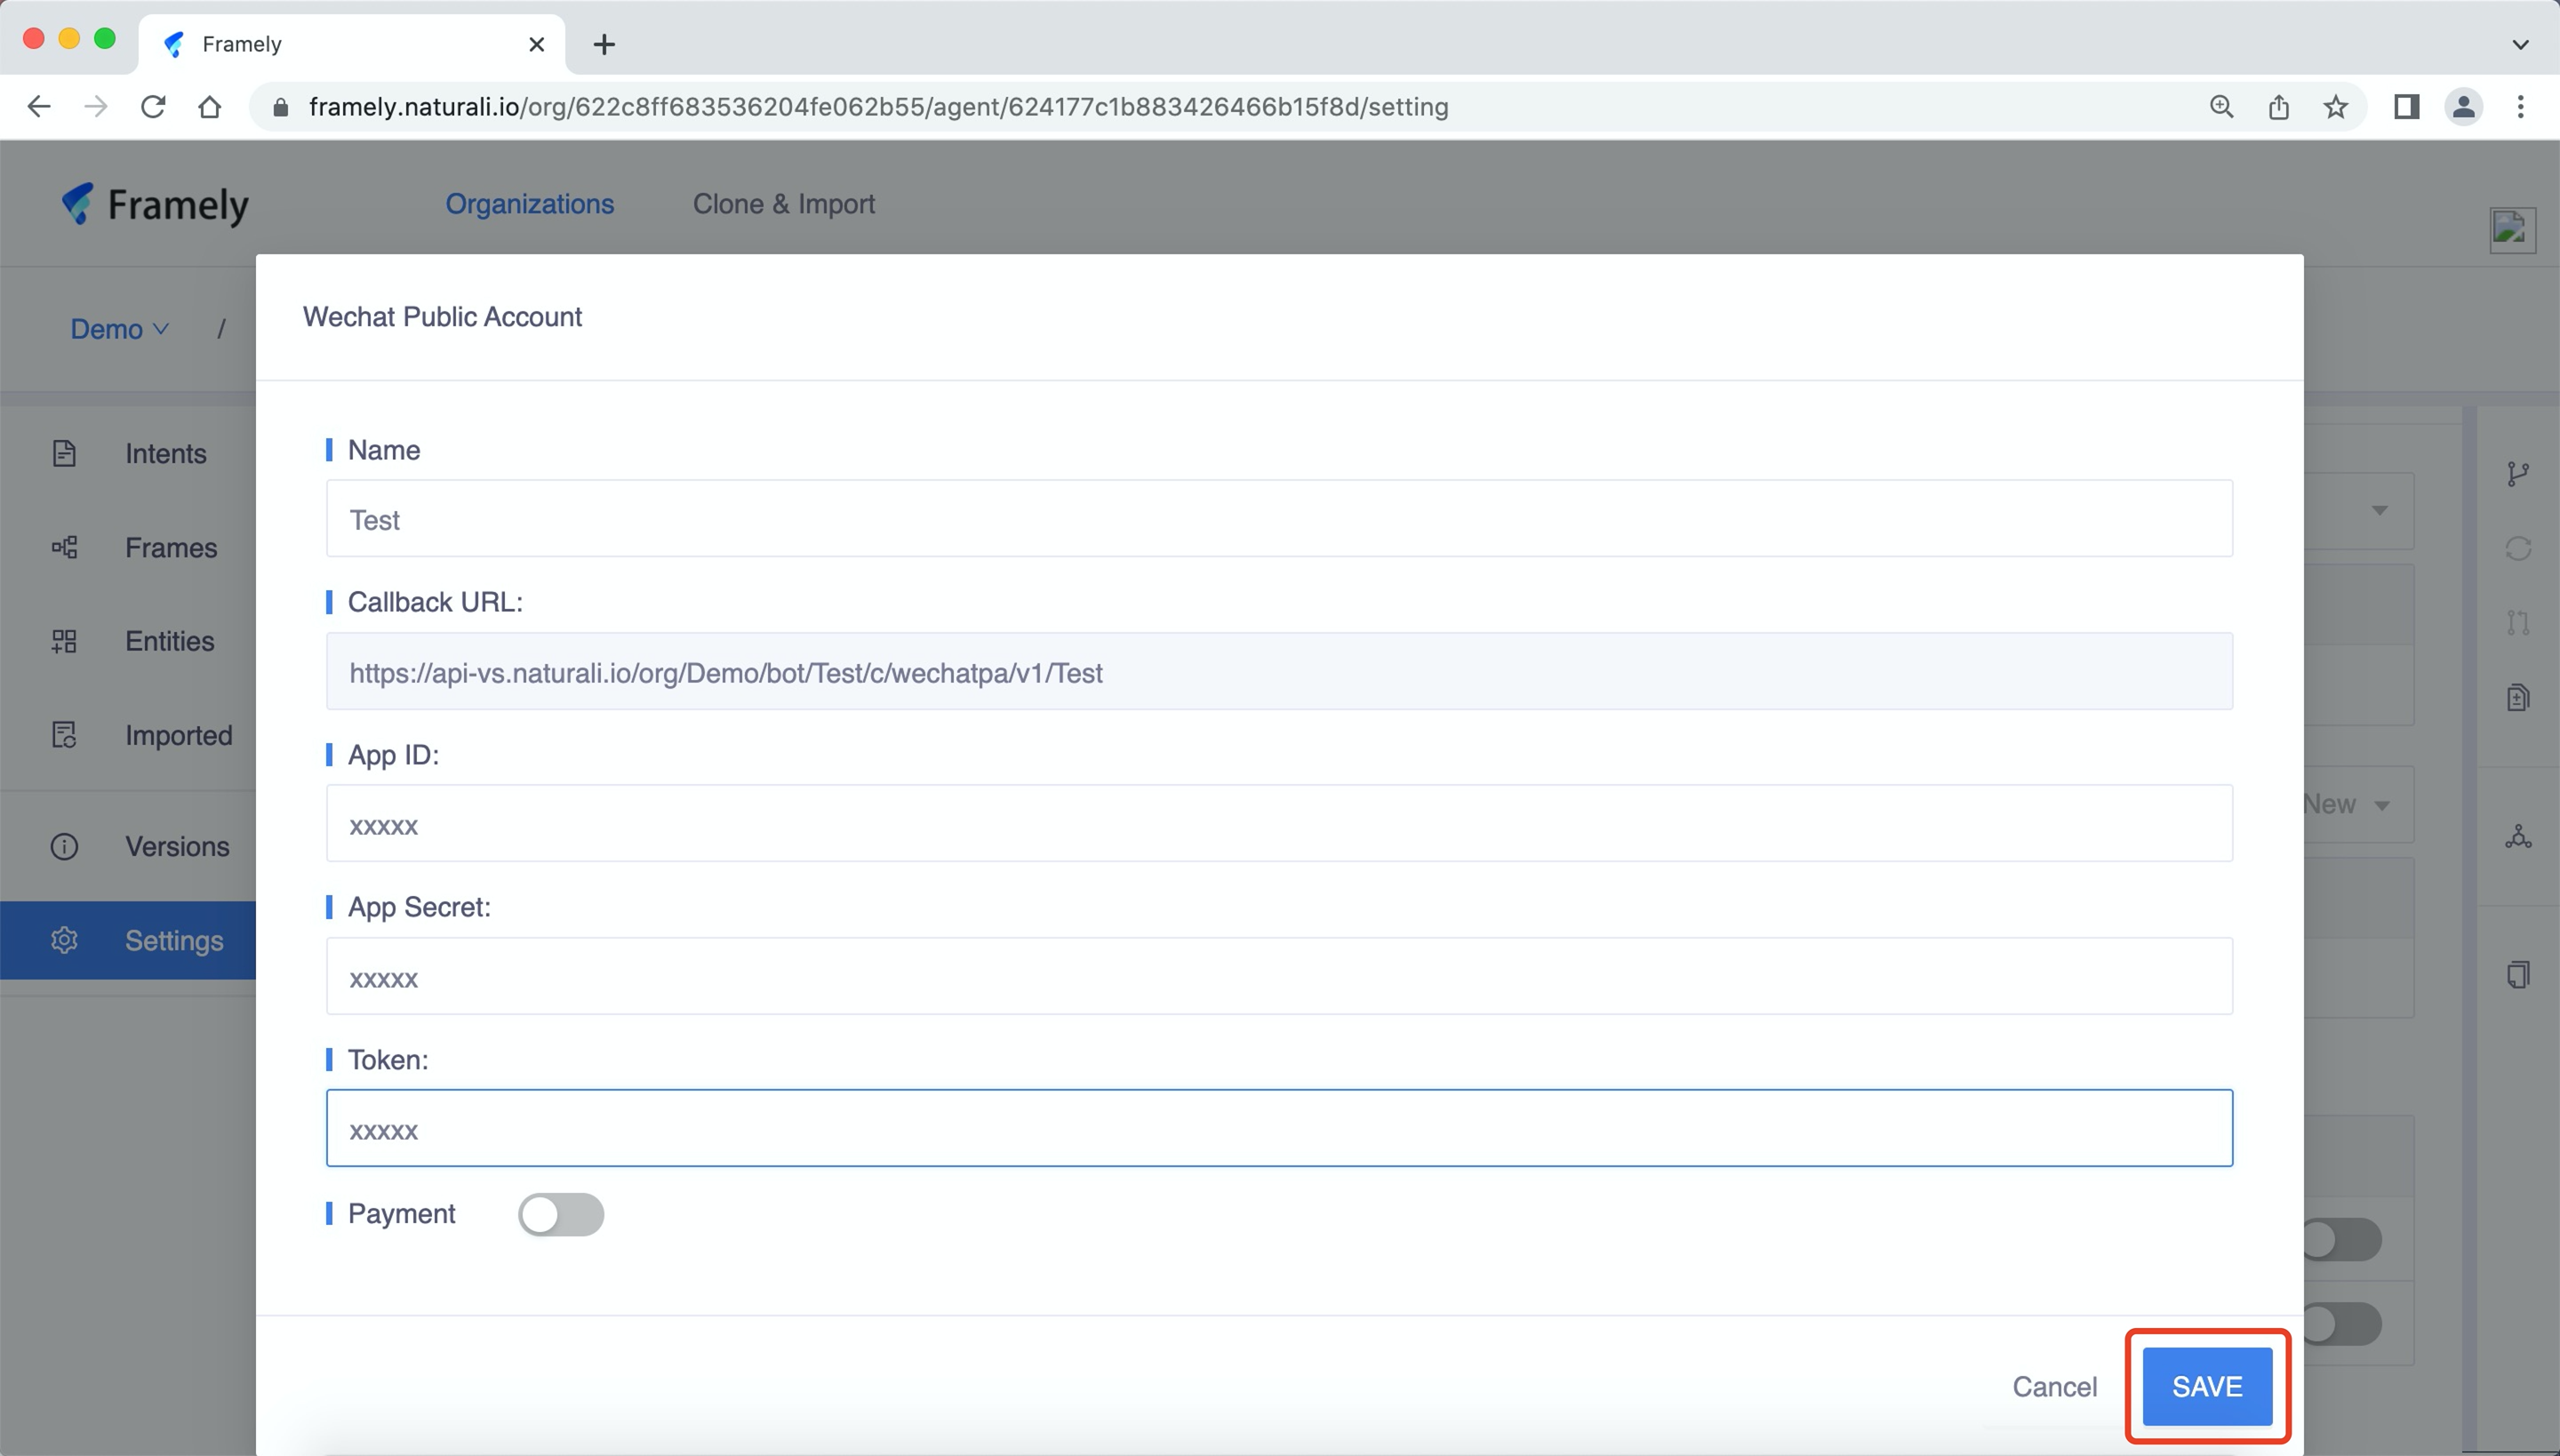 Framely
framely.naturali.io/org/622c8ff683536204fe062b55/agent/624177c1b883426466b15f8d/setting
Framely
Organizations
Clone & Import
Demo
/
Wechat Public Account
Intents
Frames
Entities
Imported
Versions
Settings
Name
Test
Callback URL:
https://api-vs.naturali.io/org/Demo/bot/Test/c/wechatpa/v1/Test
App ID:
xxxxx
App Secret:
xxxxx
Token:
xxxxx
Payment
New
Cancel
SAVE